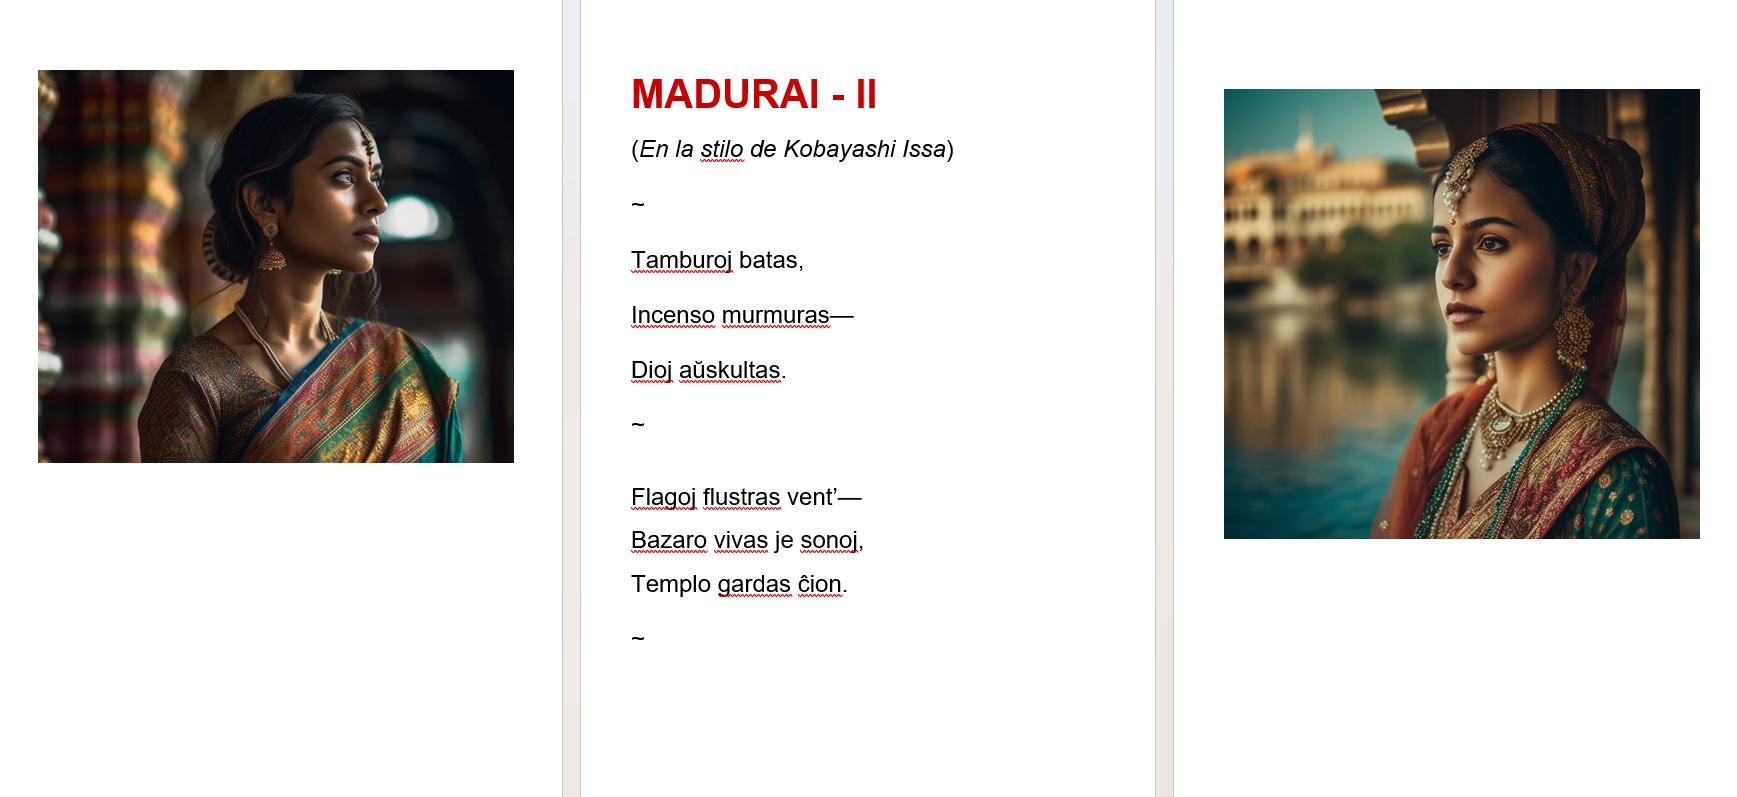 MADURAI - II
(En la stilo de Kobayashi Issa)
~
Tamburoj batas,
Incenso murmuras—
Dioj aŭskultas.
~
Flagoj flustras vent’—
Bazaro vivas je sonoj,
Templo gardas ĉion.
~